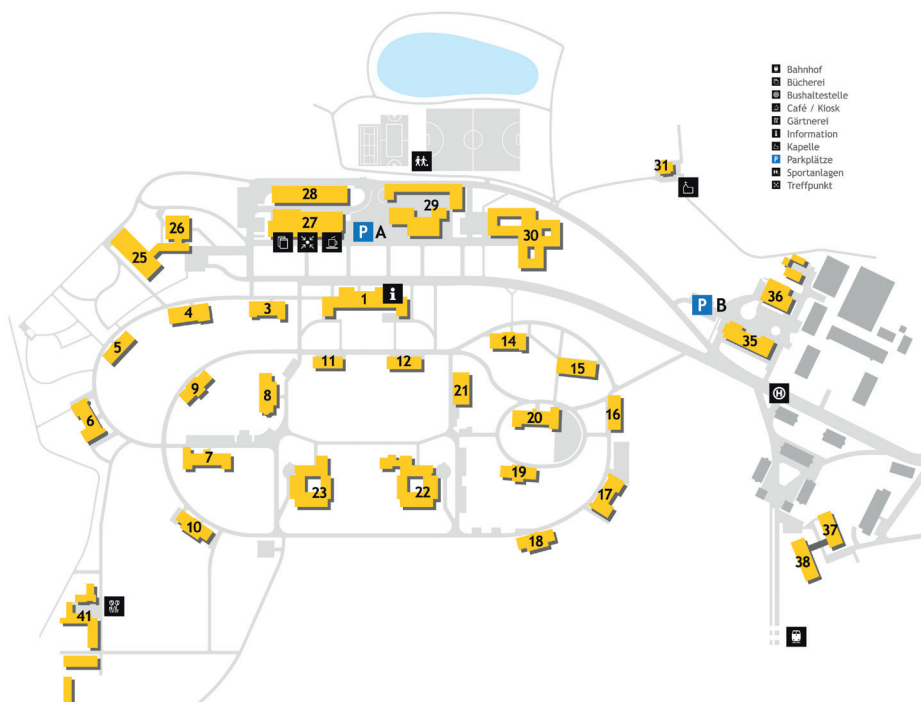 Bahnhof
Bücherei
Bushaltestelle
Café / Kiosk
Gärtnerei
Information
Kapelle
P Parkplätze
Sportanlagen
Treffpunkt
31
28
27
29
26
25
30
P A
1
3
4
5
36
P B
35
14
15
11
12
9
8
21
16
6
20
H
7
23
22
19
17
10
18
37
38
41